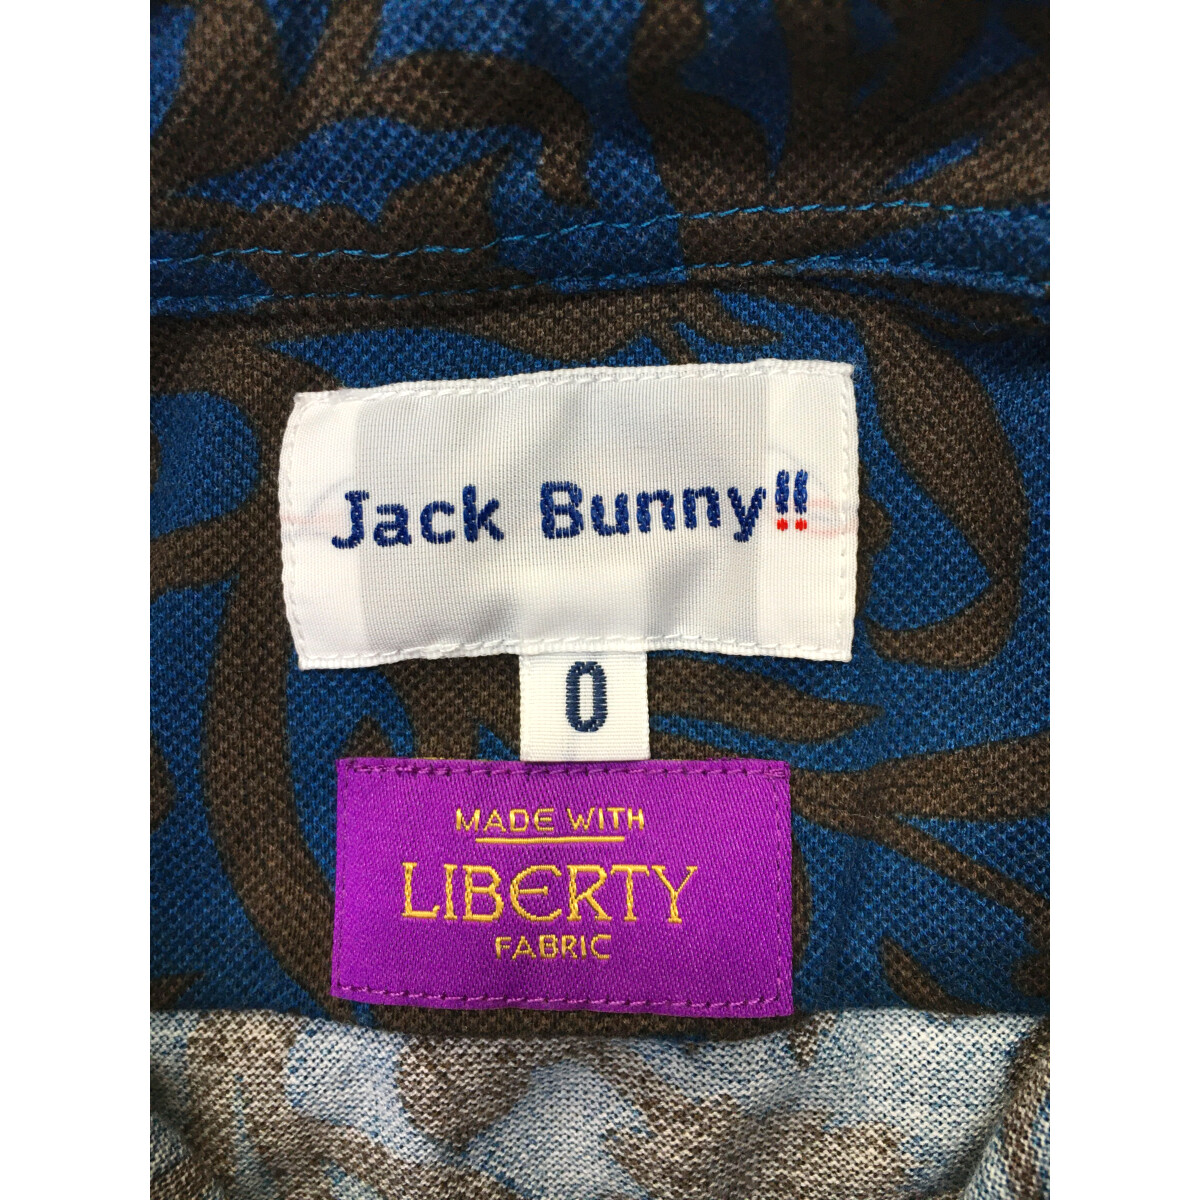 Jack Bunny!!
0
MADE WITH
LIBERTY
FABRIC